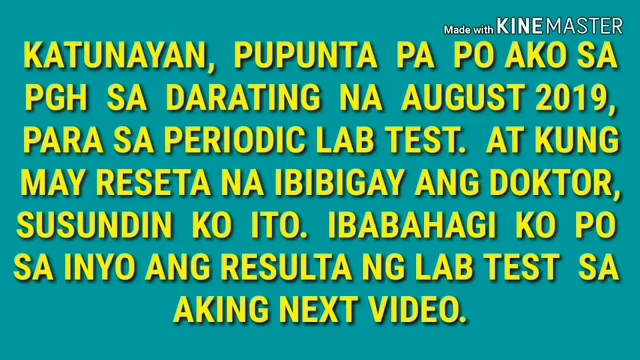 Made with KINEMASTER
KATUNAYAN, PUPUNTA PA PO AKO SA
PGH SA DARATING NA AUGUST 2019,
PARA SA PERIODIC LAB TEST. AT KUNG
MAY RESETA NA IBIBIGAY ANG DOKTOR,
SUSUNDIN KO ITO. IBABAHAGI KO PO
SA INYO ANG RESULTA NG LAB TEST SA
AKING NEXT VIDEO.